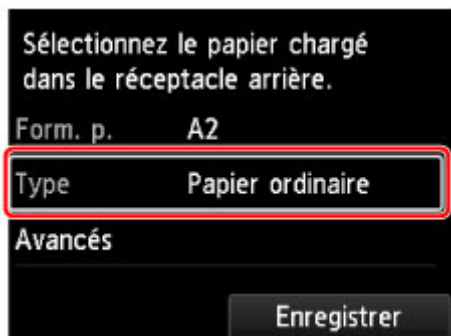 Sélectionnez le papier chargé
dans le réceptacle arrière.
Form. p. A2
Type Papier ordinaire
Avancés
Enregistrer